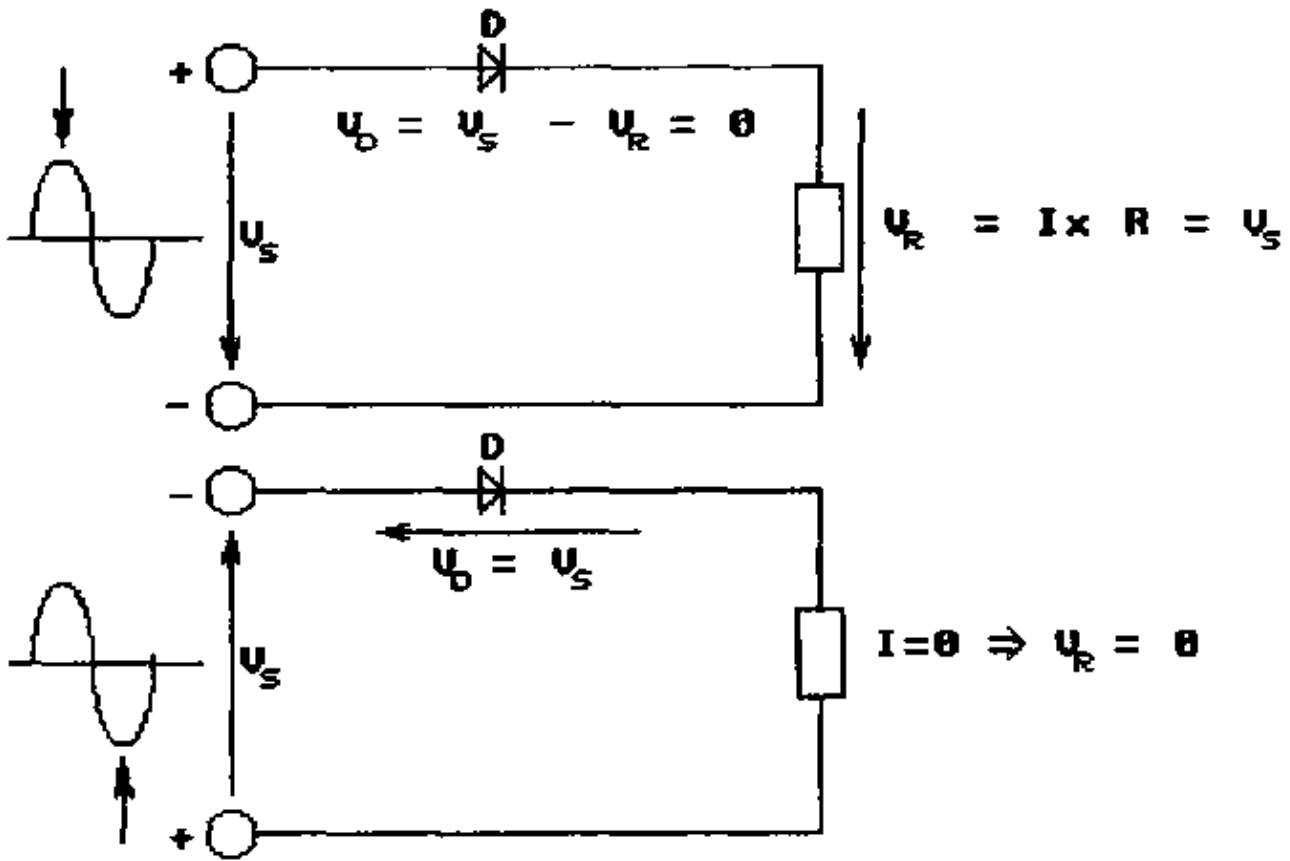 D
+
V_D = V_S - V_R = 0
V_S
V_R = I x R = V_S
-
D
-
V_D = V_S
V_S
I=0 ⇒ V_R = 0
+